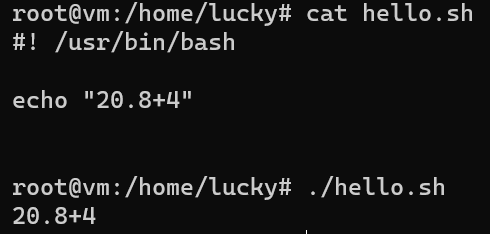 root@vm:/home/lucky# cat hello.sh
#! /usr/bin/bash
echo "20.8+4"
root@vm:/home/lucky# ./hello.sh
20.8+4